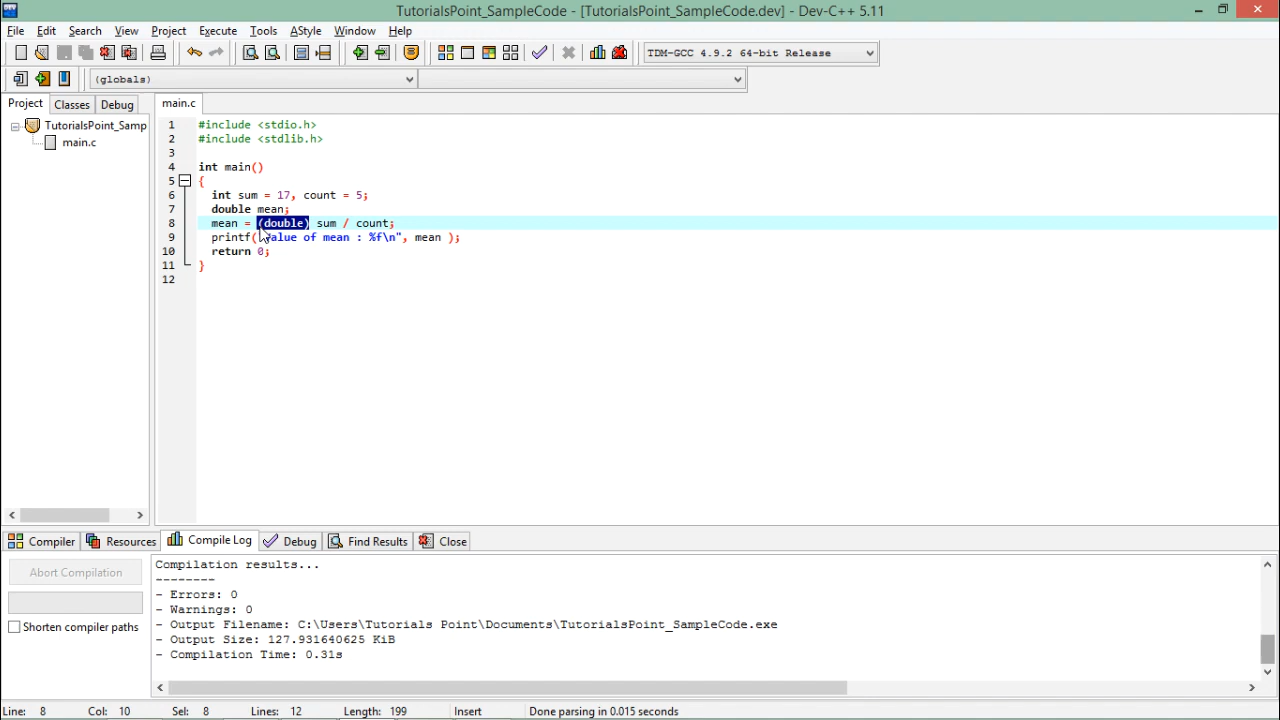 TutorialsPoint_SampleCode - [TutorialsPoint_SampleCode.dev] - Dev-C++ 5.11
File Edit Search View Project Execute Tools AStyle Window Help
TDM-GCC 4.9.2 64-bit Release
(globals)
Project Classes Debug
main.c
TutorialsPoint_Samp
main.c
1 #include <stdio.h>
2 #include <stdlib.h>
3
4 int main()
5 {
6 int sum = 17, count = 5;
7 double mean;
8 mean = (double) sum / count;
9 printf( alue of mean : %f\n", mean );
10 return 0;
11 }
12
Compiler Resources Compile Log Debug Find Results Close
Abort Compilation
Shorten compiler paths
Compilation results...
--------
- Errors: 0
- Warnings: 0
- Output Filename: C:\Users\Tutorials Point\Documents\TutorialsPoint_SampleCode.exe
- Output Size: 127.931640625 KiB
- Compilation Time: 0.31s
Line: 8 Col: 10 Sel: 8 Lines: 12 Length: 199 Insert Done parsing in 0.015 seconds